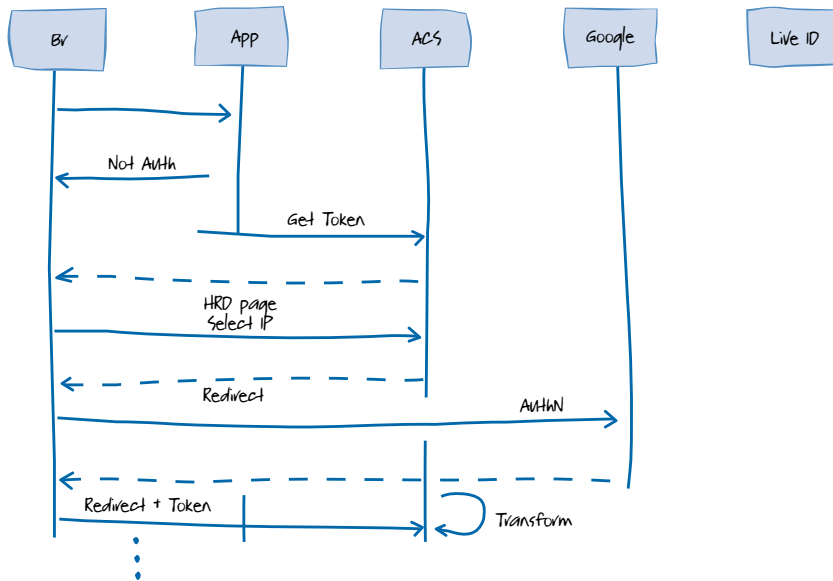 Br
App
ACS
Google
Live ID
Not Auth
Get Token
HRD page
Select IP
Redirect
AuthN
Redirect + Token
Transform